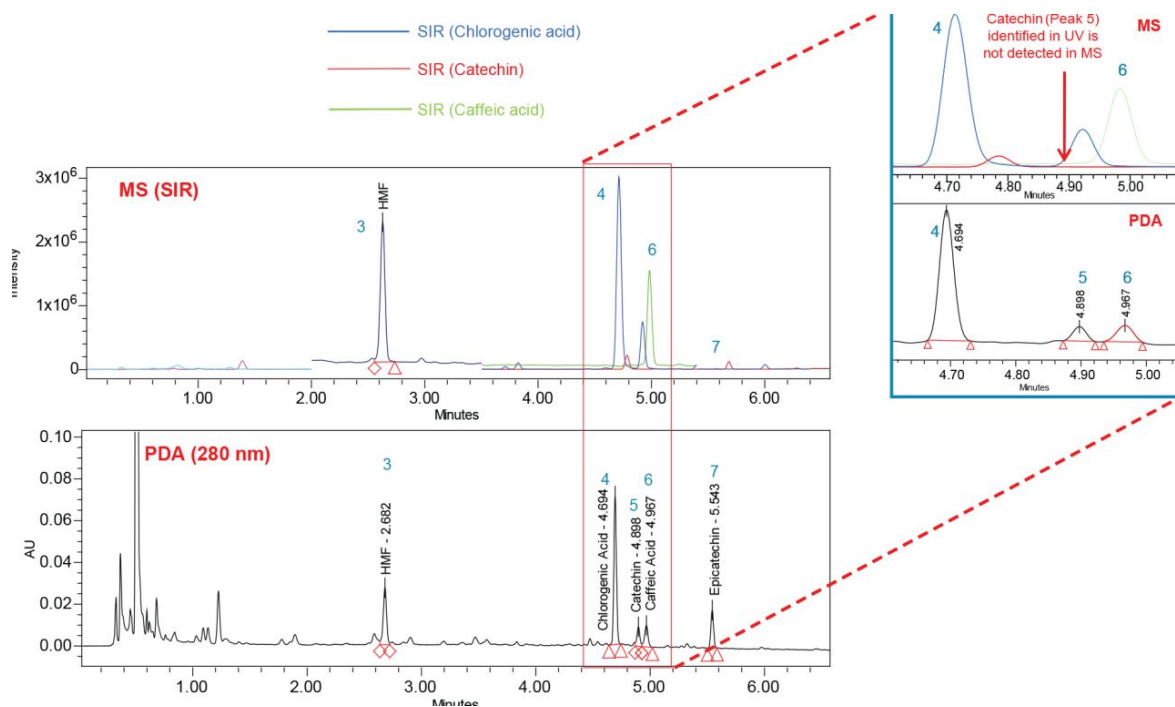 SIR (Chlorogenic acid)
SIR (Catechin)
SIR (Caffeic acid)
MS (SIR)
3x10⁶
2x10⁶
1x10⁶
0
Intensity
3
HMF
4
6
7
1.00 2.00 3.00 4.00 5.00 6.00
Minutes
PDA (280 nm)
0.10
0.08
0.06
0.04
0.02
0.00
AU
3
HMF - 2.682
4
Chlorogenic Acid - 4.694
5
Catechin - 4.898
6
Caffeic Acid - 4.967
7
Epicatechin - 5.543
1.00 2.00 3.00 4.00 5.00 6.00
Minutes
4
Catechin (Peak 5)
identified in UV is
not detected in MS
MS
6
4.70 4.80 4.90 5.00
Minutes
PDA
4
4.694
5
4.898
6
4.967
4.70 4.80 4.90 5.00
Minutes